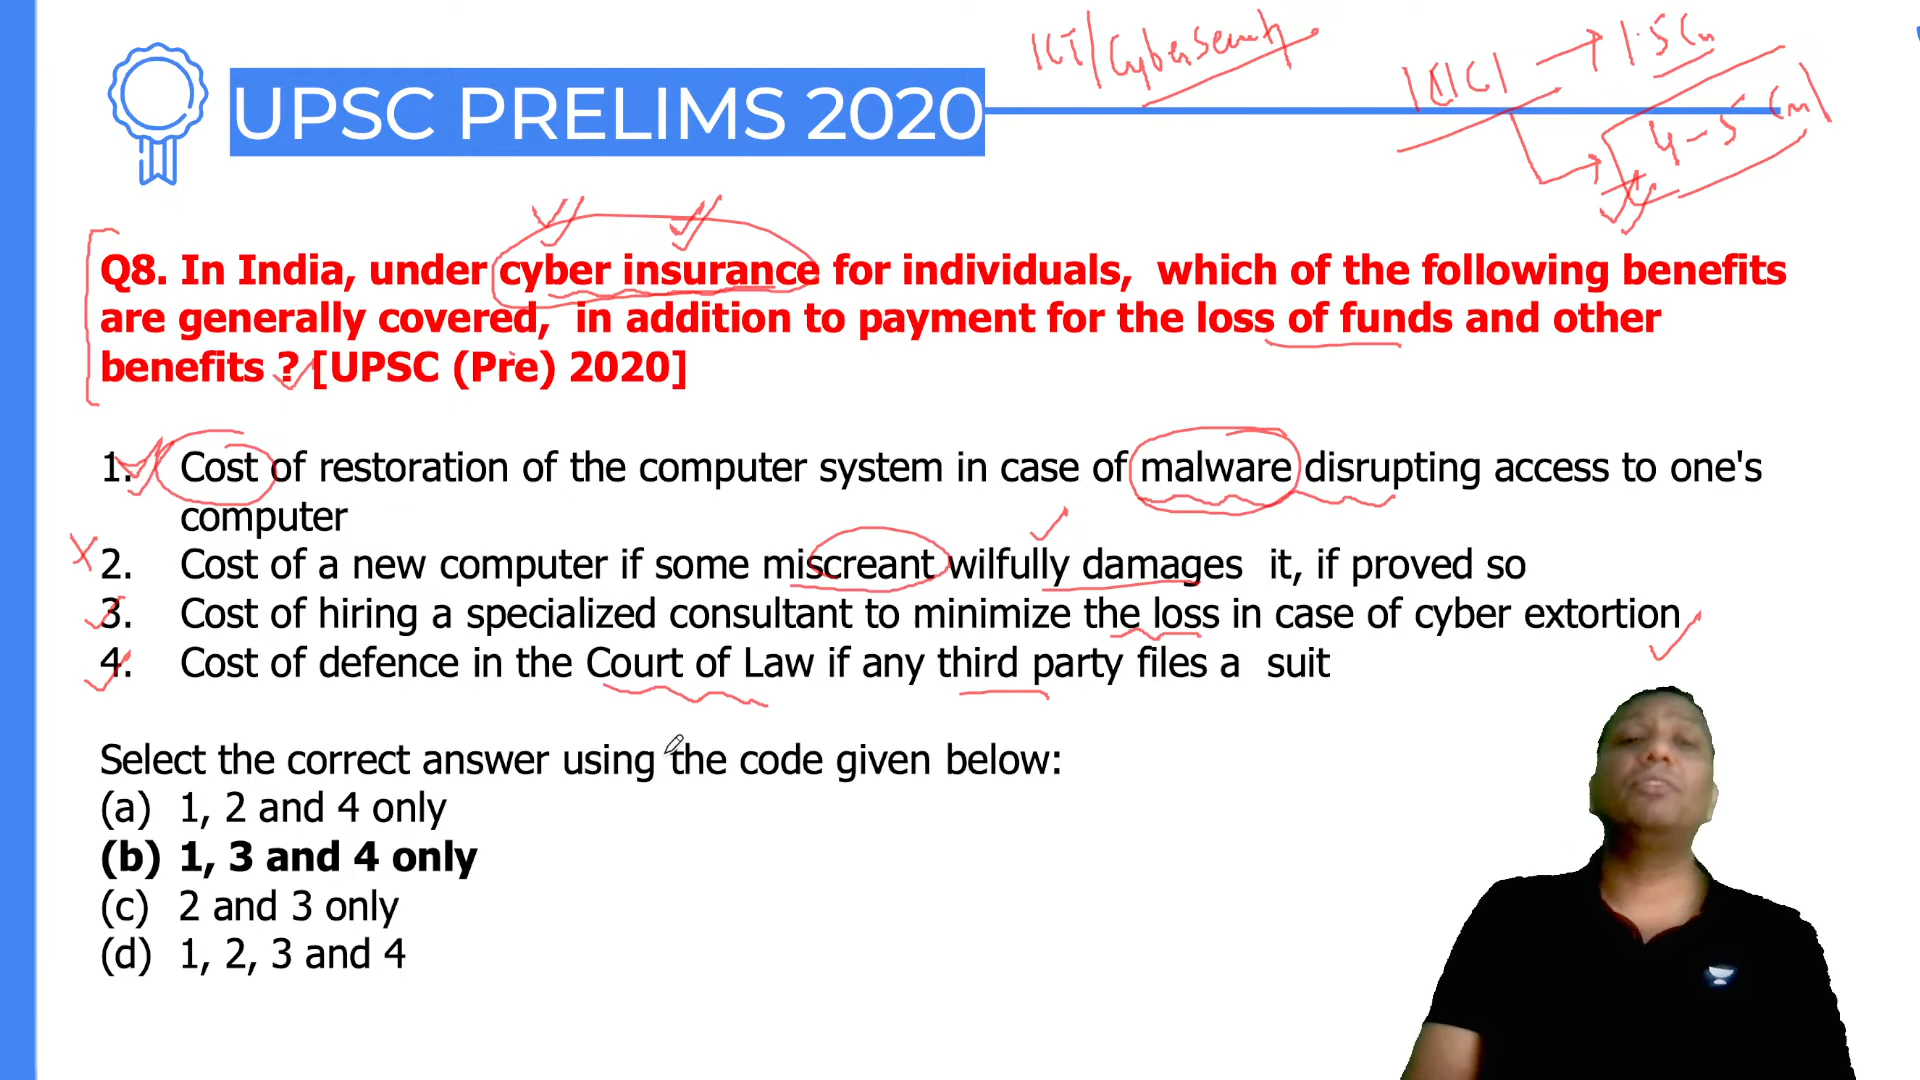 ICT/Cybersecurity
UPSC PRELIMS 2020
1.5 Cr
4-5 Cr
Q8. In India, under cyber insurance for individuals, which of the following benefits
are generally covered, in addition to payment for the loss of funds and other
benefits ? [UPSC (Pre) 2020]
1. Cost of restoration of the computer system in case of malware disrupting access to one's
computer
2. Cost of a new computer if some miscreant wilfully damages it, if proved so
3. Cost of hiring a specialized consultant to minimize the loss in case of cyber extortion
4. Cost of defence in the Court of Law if any third party files a suit
Select the correct answer using the code given below:
(a) 1, 2 and 4 only
(b) 1, 3 and 4 only
(c) 2 and 3 only
(d) 1, 2, 3 and 4